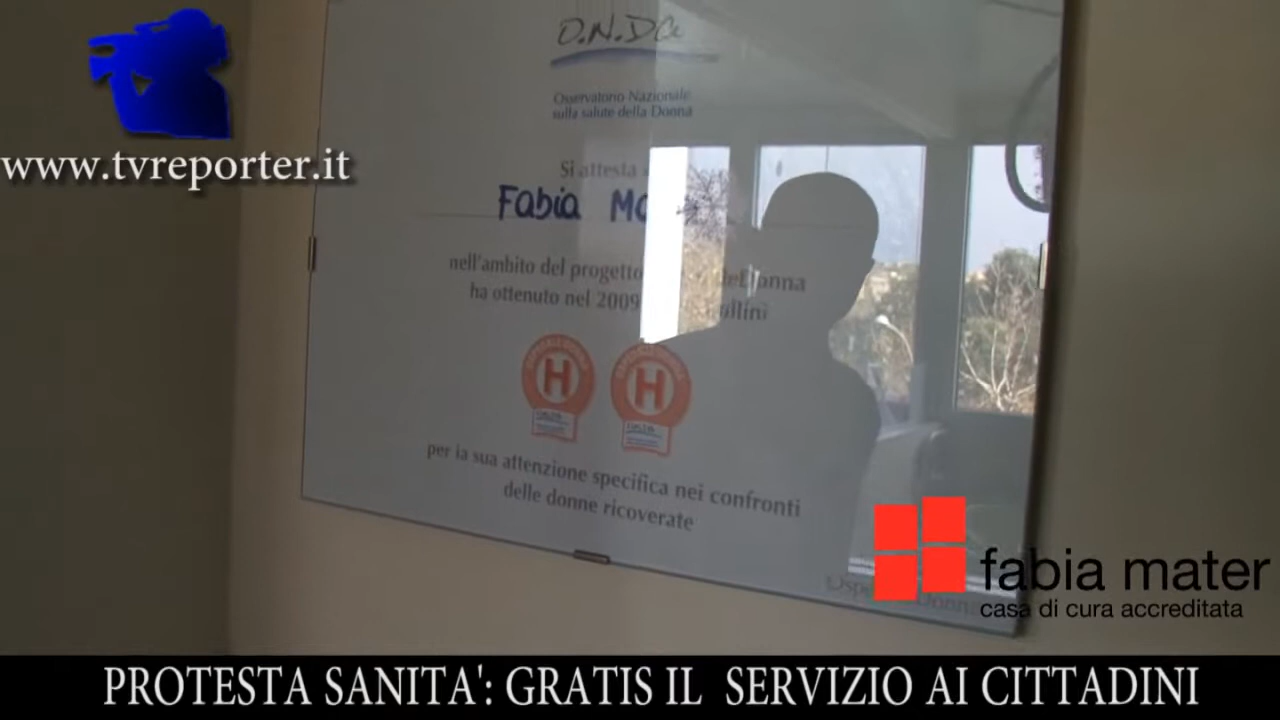 www.tvreporter.it
O.N.Da
Osservatorio Nazionale
sulla salute della Donna
Si attesta
Fabia
nell'ambito del progetto
ha ottenuto nel 2009
H H
per la sua attenzione specifica nei confronti
delle donne ricoverate
fabia mater
casa di cura accreditata
PROTESTA SANITA': GRATIS IL SERVIZIO AI CITTADINI